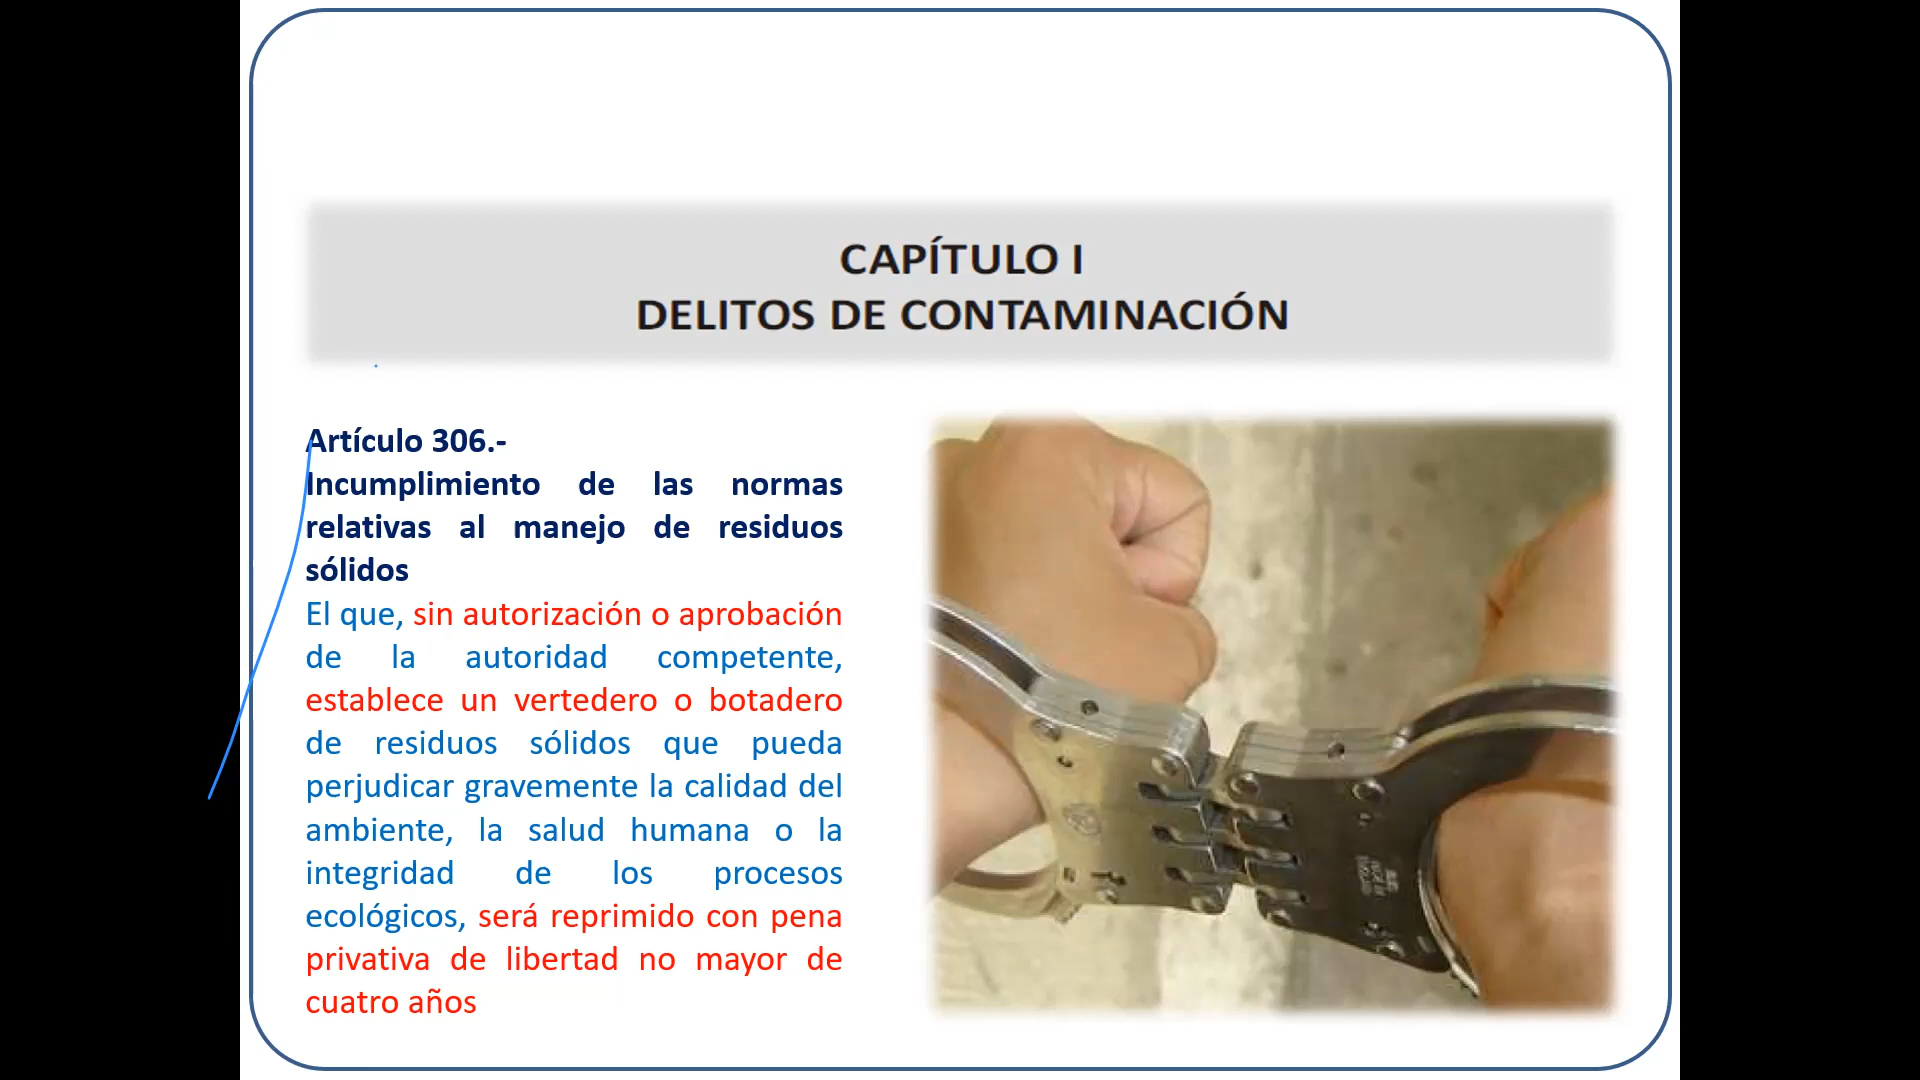 CAPÍTULO I
DELITOS DE CONTAMINACIÓN
Artículo 306.-
Incumplimiento de las normas
relativas al manejo de residuos
sólidos
El que, sin autorización o aprobación
de la autoridad competente,
establece un vertedero o botadero
de residuos sólidos que pueda
perjudicar gravemente la calidad del
ambiente, la salud humana o la
integridad de los procesos
ecológicos, será reprimido con pena
privativa de libertad no mayor de
cuatro años